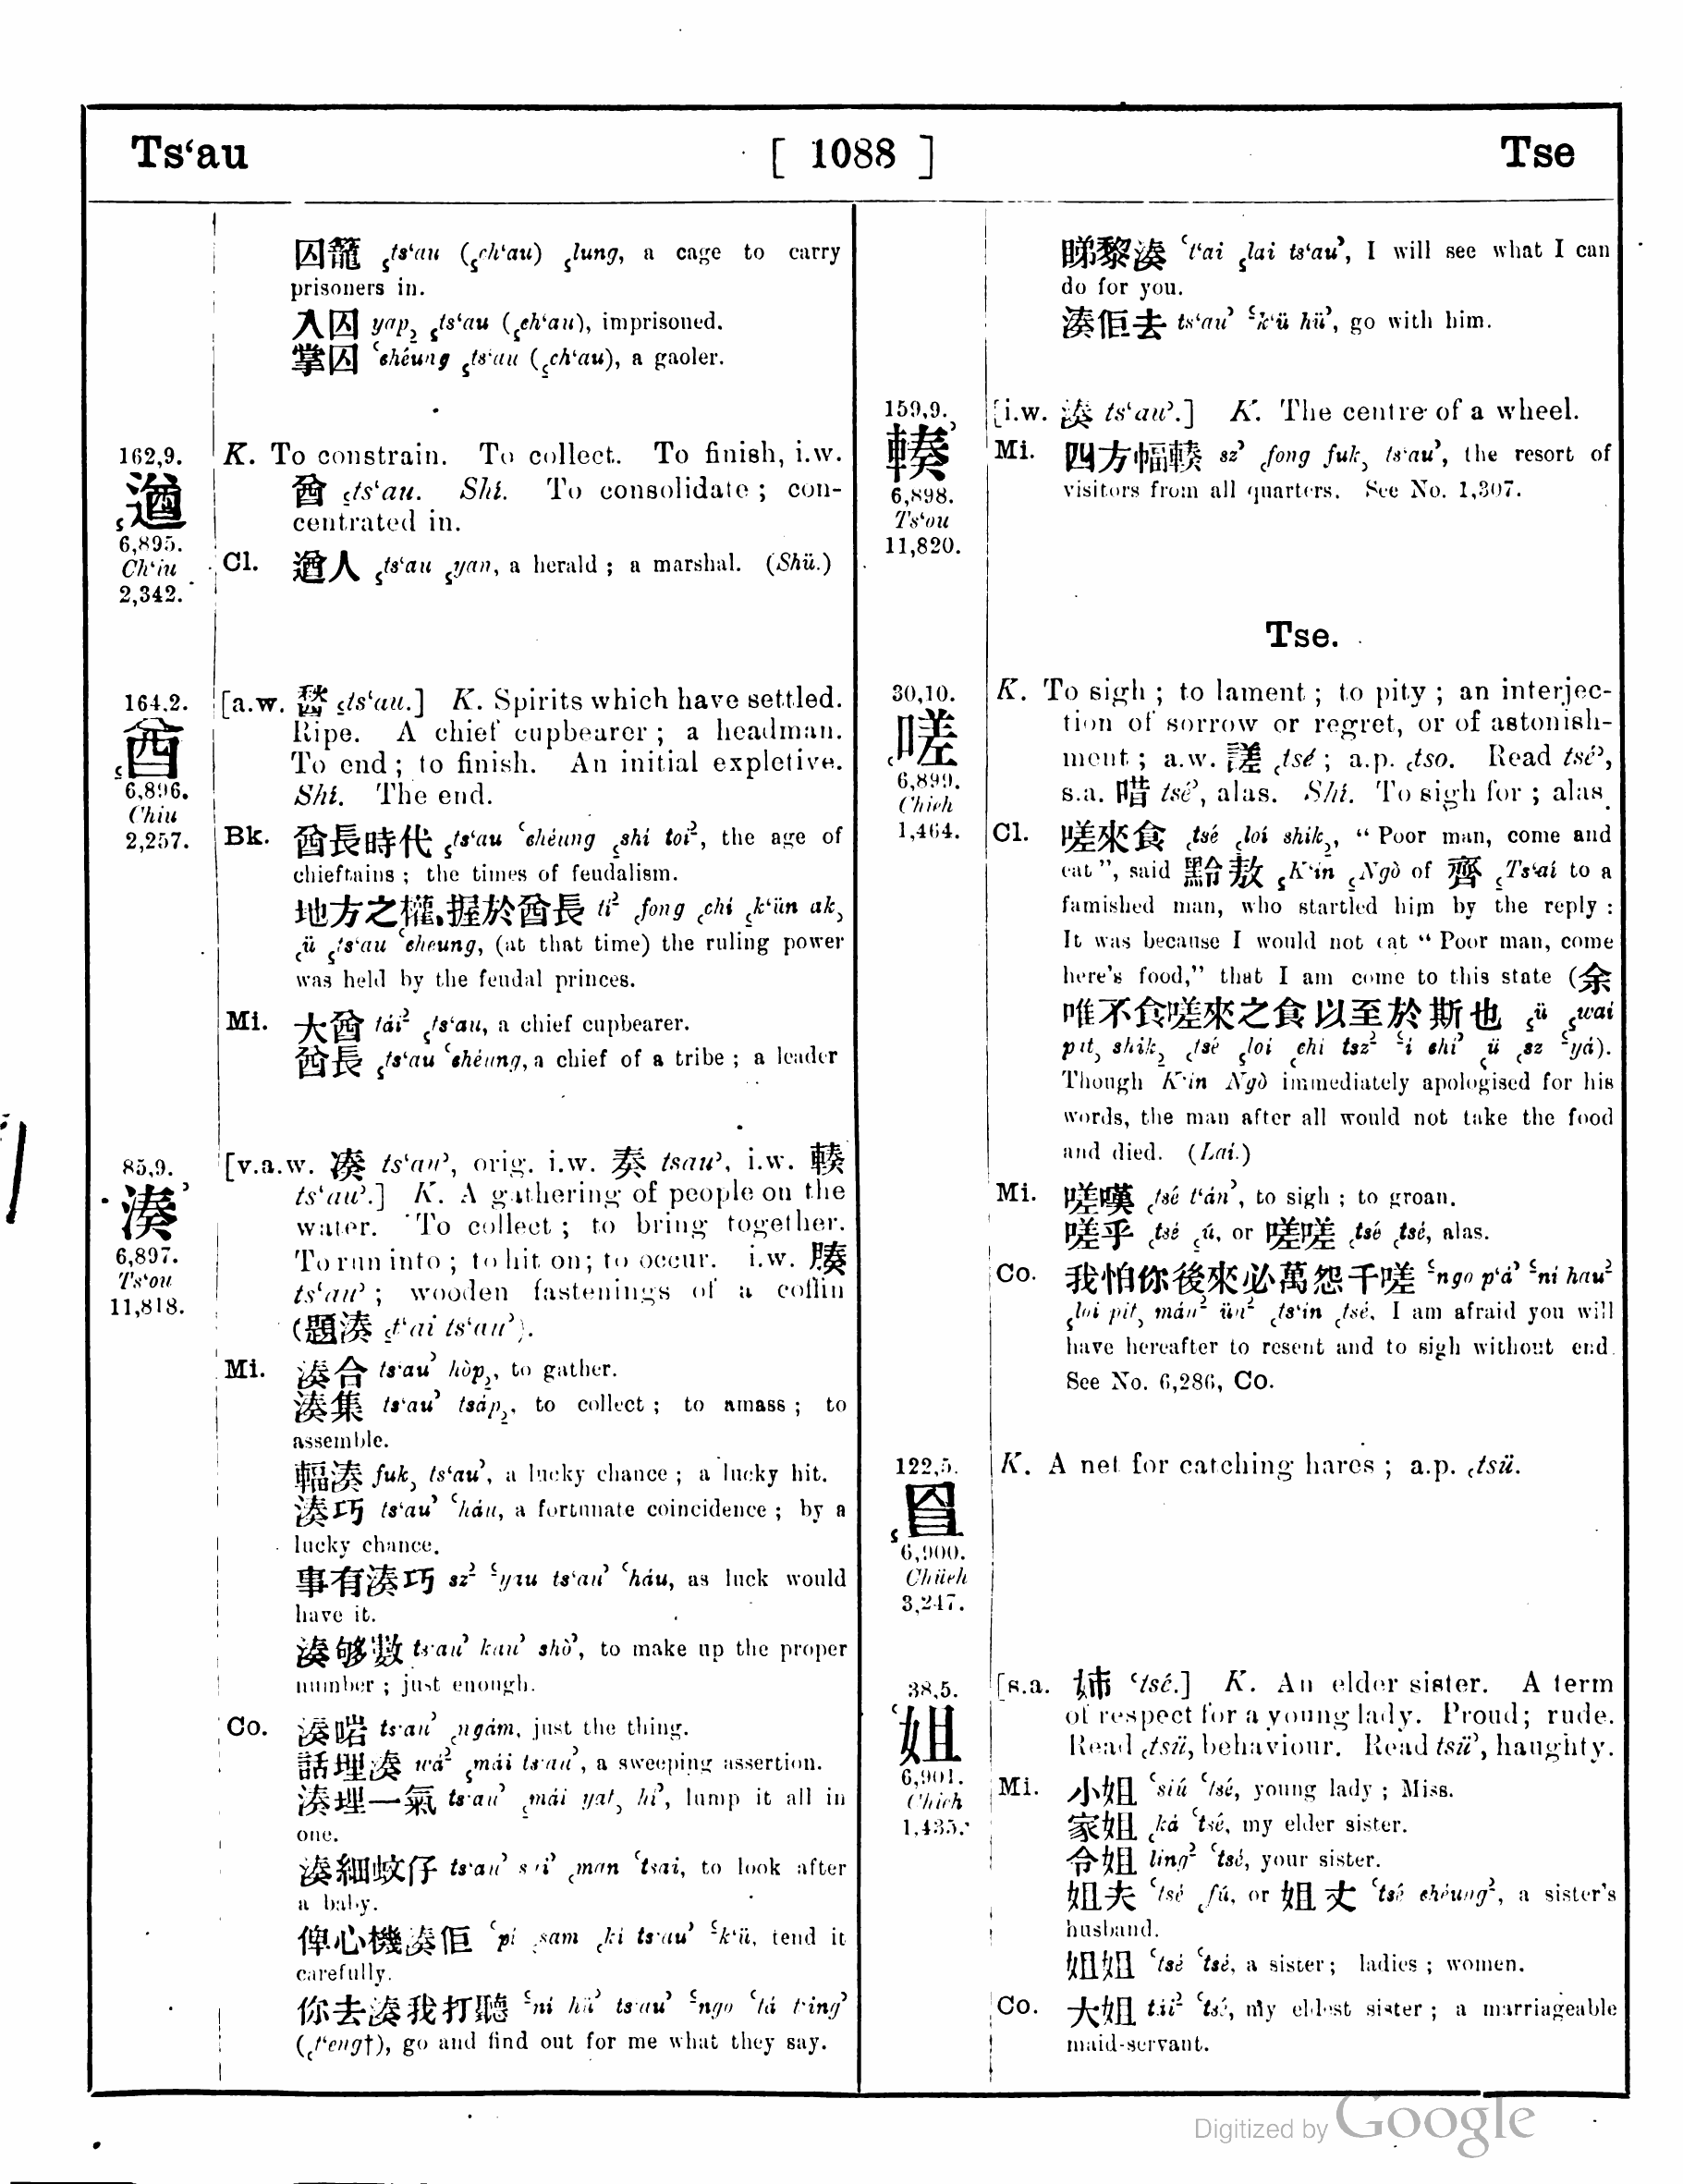 Ts‘au [ 1088 ] Tse
囚籠 ꜁ts‘au (꜁ch‘au) ꜁lung, a cage to carry
prisoners in.
入囚 yap꜇ ꜁ts‘au (꜁ch‘au), imprisoned.
掌囚 ꜂chéung ꜁ts‘au (꜁ch‘au), a gaoler.
162,9.
遒
6,895.
Ch‘iu
2,342.
K. To constrain. To collect. To finish, i.w.
酋 ꜁ts‘au. Shí. To consolidate; con-
centrated in.
Cl. 遒人 ꜁ts‘au ꜁yan, a herald; a marshal. (Shü.)
164,2.
酋
6,896.
Chiu
2,257.
[a.w. ꜁ts‘au.] K. Spirits which have settled.
Ripe. A chief cupbearer; a headman.
To end; to finish. An initial expletive.
Shí. The end.
Bk. 酋長時代 ꜁ts‘au ꜂chéung ꜁shí toi², the age of
chieftains; the times of feudalism.
地方之權,握於酋長 tí² ꜀fong ꜀chí ꜁k‘ün ak꜆
꜀ü ꜁ts‘au ꜂cheung, (at that time) the ruling power
was held by the feudal princes.
Mi. 大酋 tái² ꜁ts‘au, a chief cupbearer.
酋長 ꜁ts‘au ꜂chéung, a chief of a tribe; a leader
85,9.
湊
6,897.
Ts‘ou
11,818.
[v.a.w. 凑 ts‘au꜄, orig. i.w. 奏 tsau꜄, i.w. 輳
ts‘au꜄.] K. A gathering of people on the
water. To collect; to bring together.
To run into; to hit on; to occur. i.w. 腠
ts‘au꜄; wooden fastenings of a coffin
(題湊 ꜁t‘ai ts‘au꜄).
Mi. 湊合 ts‘au꜄ hòp꜇, to gather.
湊集 ts‘au꜄ tsáp꜇, to collect; to amass; to
assemble.
輻湊 fuk꜆ ts‘au꜄, a lucky chance; a lucky hit.
湊巧 ts‘au꜄ ꜂háu, a fortunate coincidence; by a
lucky chance.
事有湊巧 sz² ꜃yau ts‘au꜄ ꜂háu, as luck would
have it.
湊够數 ts‘au꜄ kau꜄ shò꜄, to make up the proper
number; just enough.
Co. 湊啱 ts‘au꜄ ꜀ngám, just the thing.
話埋湊 wá² ꜁mái ts‘au꜄, a sweeping assertion.
湊埋一氣 ts‘au꜄ ꜁mái yat꜆ hí꜄, lump it all in
one.
湊細蚊仔 ts‘au꜄ sai꜄ ꜀man ꜂tsai, to look after
a baby.
俾心機湊佢 ꜂pí ꜀sam ꜀ki ts‘au꜄ ꜃k‘ü, tend it
carefully.
你去湊我打聽 ꜃ní hü꜄ ts‘au꜄ ꜃ngo ꜂tá t‘ing꜄
(꜀t‘eng†), go and find out for me what they say.
睇黎湊 ꜂t‘ai ꜁lai ts‘au꜄, I will see what I can
do for you.
湊佢去 ts‘au꜄ ꜃k‘ü hü꜄, go with him.
159,9.
輳
6,898.
Ts‘ou
11,820.
[i.w. 湊 ts‘au꜄.] K. The centre of a wheel.
Mi. 四方幅輳 sz꜄ ꜀fong fuk꜆ ts‘au꜄, the resort of
visitors from all quarters. See No. 1,307.
Tse.
30,10.
嗟
6,899.
Chieh
1,464.
K. To sigh; to lament; to pity; an interjec-
tion of sorrow or regret, or of astonish-
ment; a.w. 謩 ꜀tsé; a.p. ꜀tso. Read tsé꜄,
s.a. 唶 tsé꜄, alas. Shí. To sigh for; alas.
Cl. 嗟來食 ꜀tsé ꜁loi shik꜇, “Poor man, come and
eat”, said 黔敖 ꜁K‘in ꜁Ngò of 齊 ꜁Ts‘ai to a
famished man, who startled him by the reply:
It was because I would not eat “Poor man, come
here's food,” that I am come to this state (余
唯不食嗟來之食以至於斯也 ꜁ü ꜁wai
pit꜆ shik꜇ ꜀tsé ꜁loi ꜀chi tsz² ꜃i chí꜄ ꜀ü ꜀sz ꜃yá).
Though K‘in Ngò immediately apologised for his
words, the man after all would not take the food
and died. (Lai.)
Mi. 嗟嘆 ꜀tsé t‘án꜄, to sigh; to groan.
嗟乎 ꜀tsé ꜁ú, or 嗟嗟 ꜀tsé ꜀tsé, alas.
Co. 我怕你後來必萬怨千嗟 ꜃ngo p‘á꜄ ꜃ní hau²
꜁loi pít꜆ mán² ün² ꜀ts‘in ꜀tsé, I am afraid you will
have hereafter to resent and to sigh without end.
See No. 6,286, Co.
122,5.
罝
6,900.
Chüeh
3,247.
K. A net for catching hares; a.p. ꜀tsü.
38,5.
姐
6,901.
Chieh
1,435.
[s.a. 姉 ꜂tsé.] K. An elder sister. A term
of respect for a young lady. Proud; rude.
Read ꜀tsü, behaviour. Read tsü꜄, haughty.
Mi. 小姐 ꜂siú ꜂tsé, young lady; Miss.
家姐 ꜀ká ꜂tsé, my elder sister.
令姐 ling² ꜂tsé, your sister.
姐夫 ꜂tsé ꜀fú, or 姐丈 ꜂tsé chéung², a sister's
husband.
姐姐 ꜂tsé ꜂tsé, a sister; ladies; women.
Co. 大姐 tái² ꜂tsé, my eldest sister; a marriageable
maid-servant.
Digitized by Google